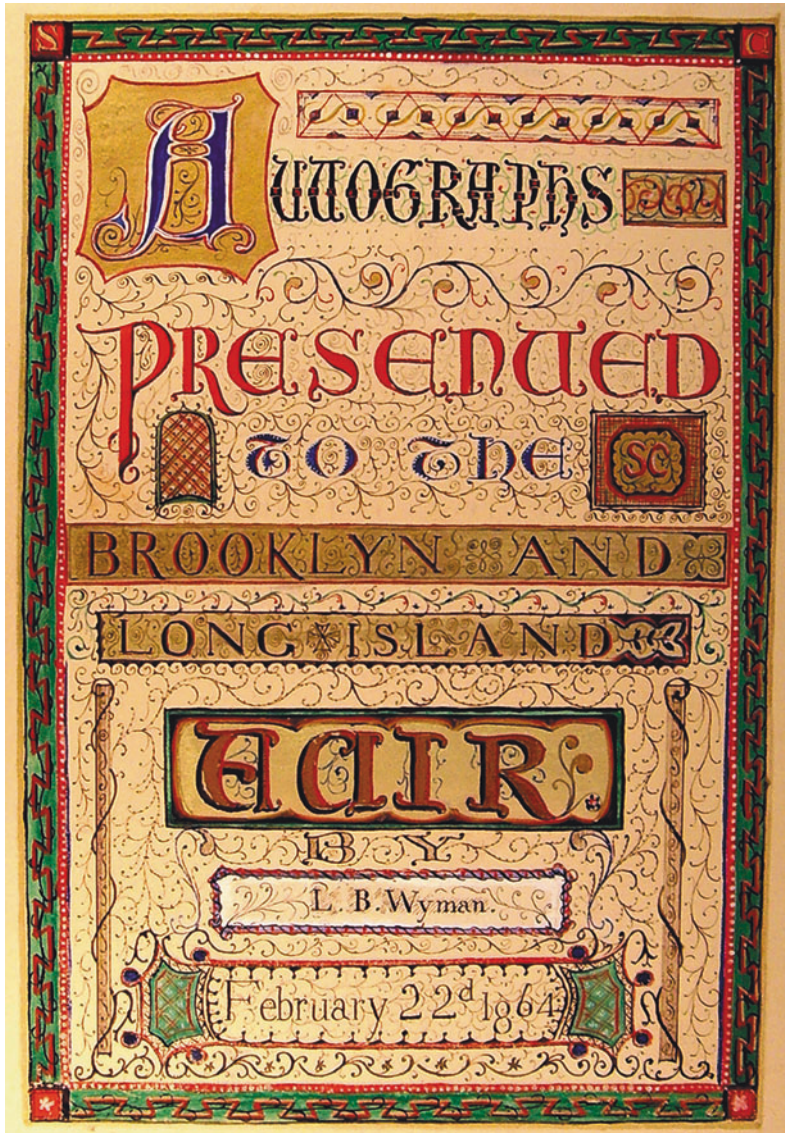 S C
AUTOGRAPHS
PRESENTED
TO THE SC
BROOKLYN AND
LONG ISLAND
FAIR
BY
L. B. Wyman.
February 22d 1864